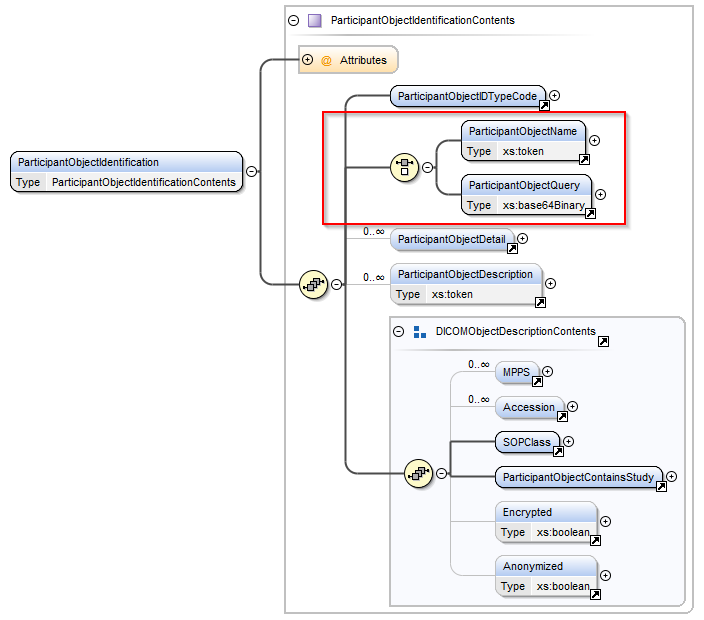 ParticipantObjectIdentificationContents
@ Attributes
ParticipantObjectIDTypeCode
ParticipantObjectName
Type xs:token
ParticipantObjectIdentification
Type ParticipantObjectIdentificationContents
ParticipantObjectQuery
Type xs:base64Binary
0..∞
ParticipantObjectDetail
0..∞
ParticipantObjectDescription
Type xs:token
DICOMObjectDescriptionContents
0..∞
MPPS
0..∞
Accession
SOPClass
ParticipantObjectContainsStudy
Encrypted
Type xs:boolean
Anonymized
Type xs:boolean